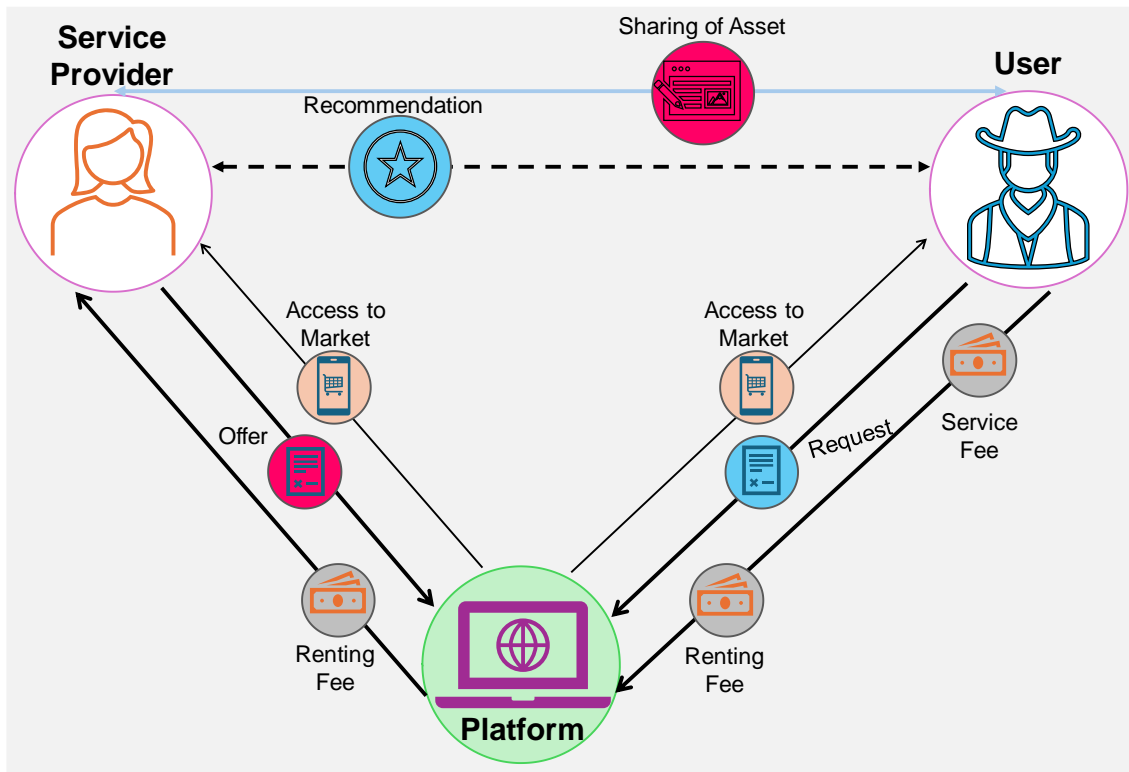 Sharing of Asset
Service
Provider
User
Recommendation
Access to
Market
Access to
Market
Offer
Request
Service
Fee
Renting
Fee
Renting
Fee
Platform